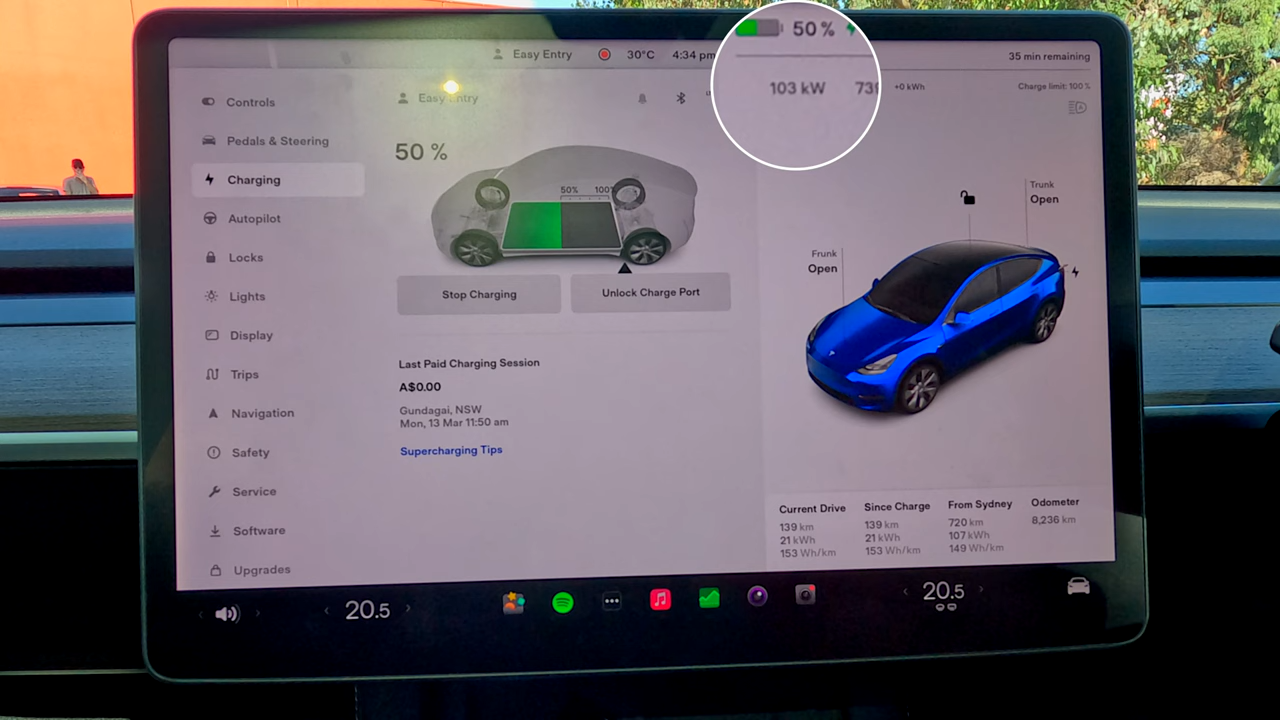 Easy Entry 30°C 4:34 pm 50% 35 min remaining
103 kW +0 kWh Charge limit: 100 %
Easy Entry
Controls
Pedals & Steering
Charging
Autopilot
Locks
Lights
Display
Trips
Navigation
Safety
Service
Software
Upgrades
50 %
50% 100%
Stop Charging Unlock Charge Port
Last Paid Charging Session
A$0.00
Gundagai, NSW
Mon, 13 Mar 11:50 am
Supercharging Tips
Trunk
Open
Frunk
Open
Current Drive
139 km
21 kWh
153 Wh/km
Since Charge
139 km
21 kWh
153 Wh/km
From Sydney
720 km
107 kWh
149 Wh/km
Odometer
8,236 km
20.5 20.5